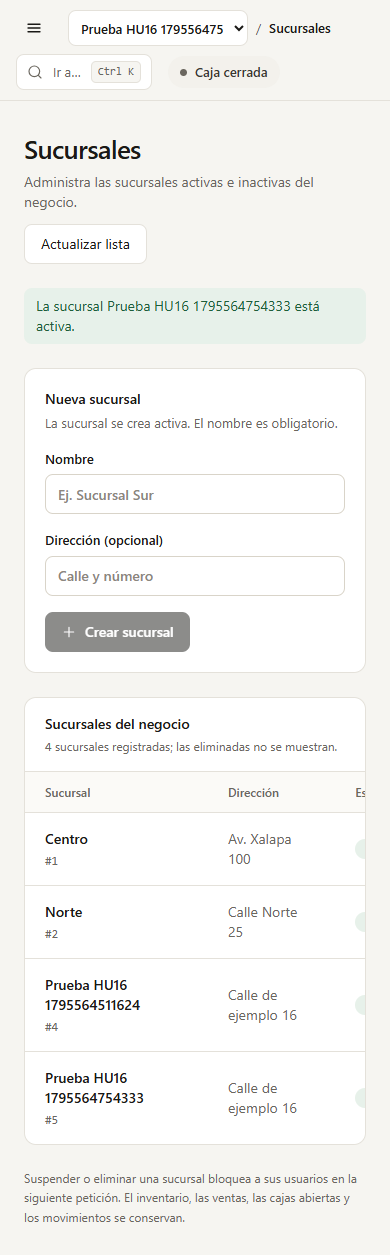 Prueba HU16 179556475 / Sucursales
Ir a... Ctrl K Caja cerrada
Sucursales
Administra las sucursales activas e inactivas del
negocio.
Actualizar lista
La sucursal Prueba HU16 1795564754333 está
activa.
Nueva sucursal
La sucursal se crea activa. El nombre es obligatorio.
Nombre
Ej. Sucursal Sur
Dirección (opcional)
Calle y número
+ Crear sucursal
Sucursales del negocio
4 sucursales registradas; las eliminadas no se muestran.
Sucursal Dirección Es
Centro
#1
Av. Xalapa
100
Norte
#2
Calle Norte
25
Prueba HU16
1795564511624
#4
Calle de
ejemplo 16
Prueba HU16
1795564754333
#5
Calle de
ejemplo 16
Suspender o eliminar una sucursal bloquea a sus usuarios en la
siguiente petición. El inventario, las ventas, las cajas abiertas y
los movimientos se conservan.